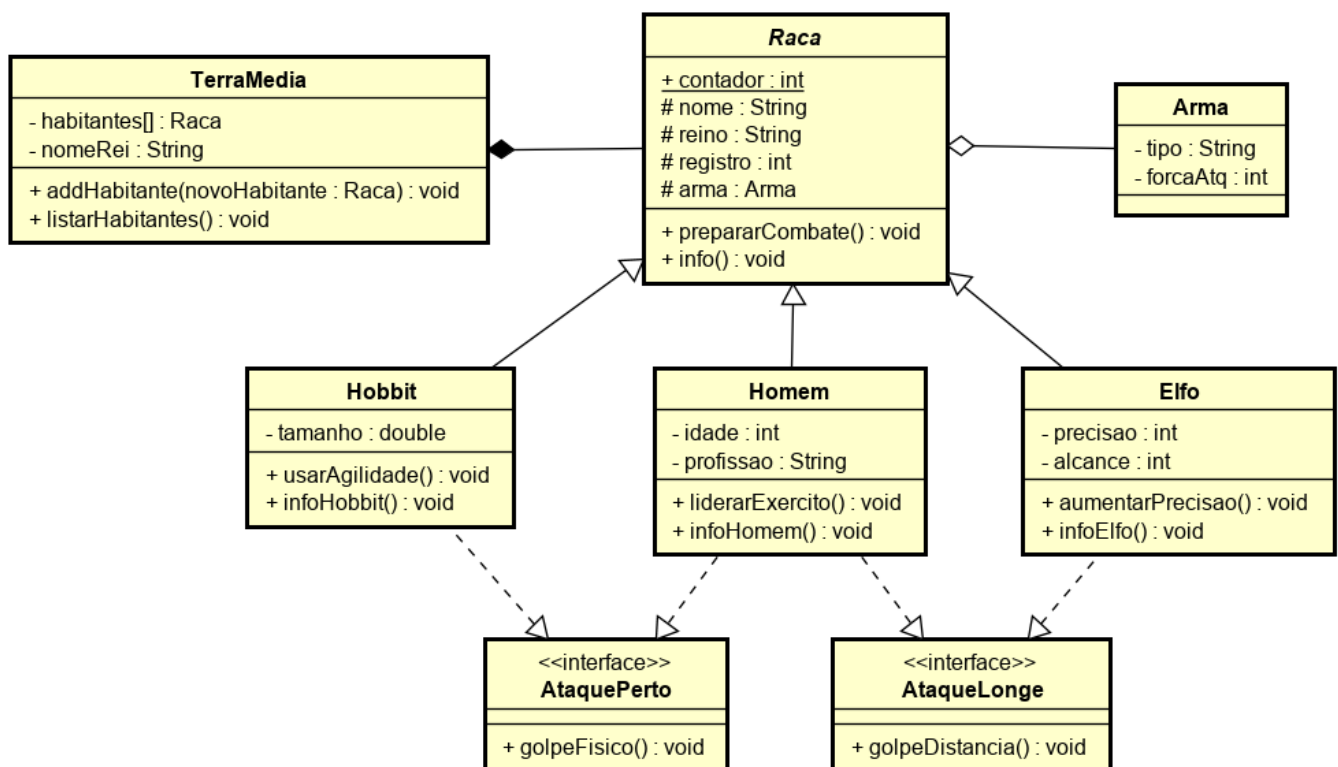 TerraMedia
- habitantes[] : Raca
- nomeRei : String
+ addHabitante(novoHabitante : Raca) : void
+ listarHabitantes() : void
Raca
+ contador : int
# nome : String
# reino : String
# registro : int
# arma : Arma
+ prepararCombate() : void
+ info() : void
Arma
- tipo : String
- forcaAtq : int
Hobbit
- tamanho : double
+ usarAgilidade() : void
+ infoHobbit() : void
Homem
- idade : int
- profissao : String
+ liderarExercito() : void
+ infoHomem() : void
Elfo
- precisao : int
- alcance : int
+ aumentarPrecisao() : void
+ infoElfo() : void
<<interface>>
AtaquePerto
+ golpeFisico() : void
<<interface>>
AtaqueLonge
+ golpeDistancia() : void